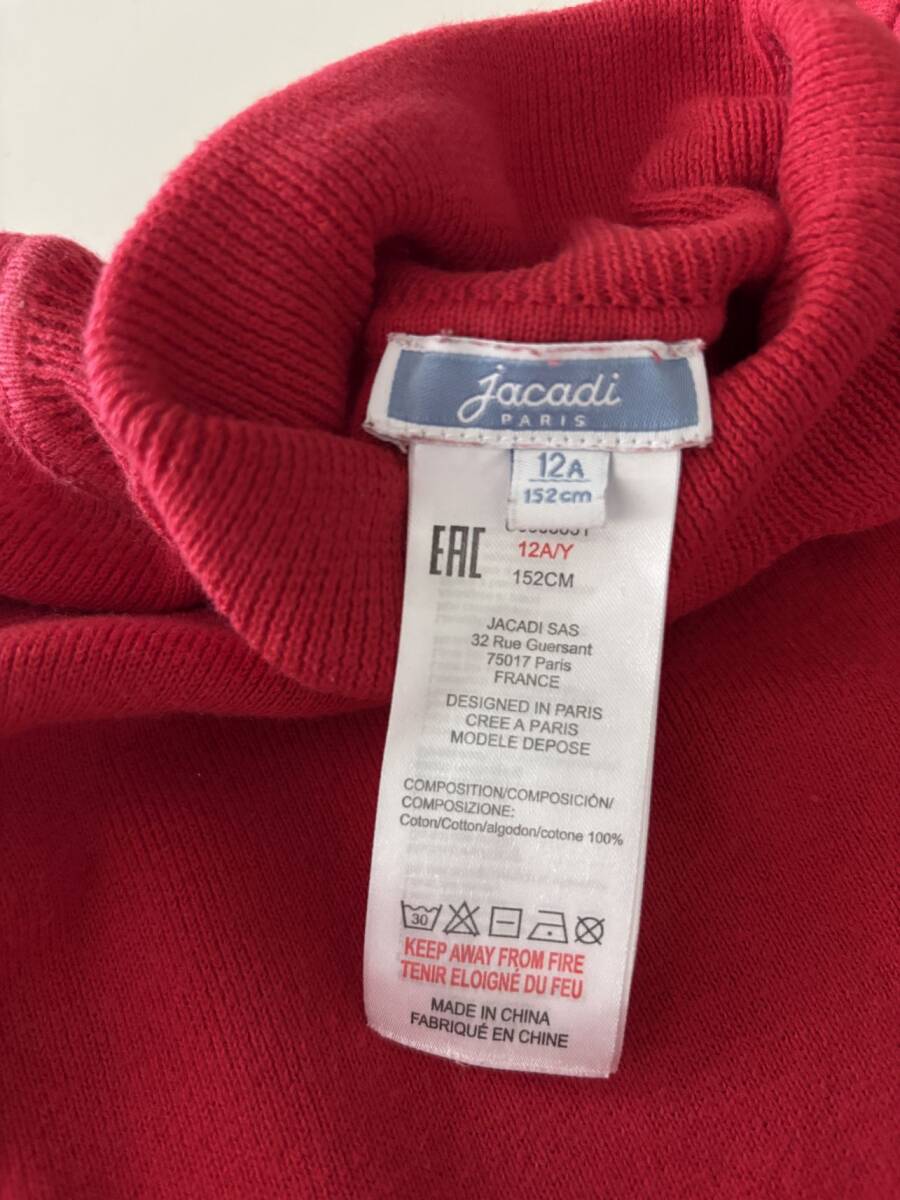 jacadi
PARIS
12A
152cm
EAC
12A/Y
152CM
JACADI SAS
32 Rue Guersant
75017 Paris
FRANCE
DESIGNED IN PARIS
CREE A PARIS
MODELE DEPOSE
COMPOSITION/COMPOSICIÓN/
COMPOSIZIONE:
Coton/Cotton/algodon/cotone 100%
30
KEEP AWAY FROM FIRE
TENIR ELOIGNÉ DU FEU
MADE IN CHINA
FABRIQUÉ EN CHINE